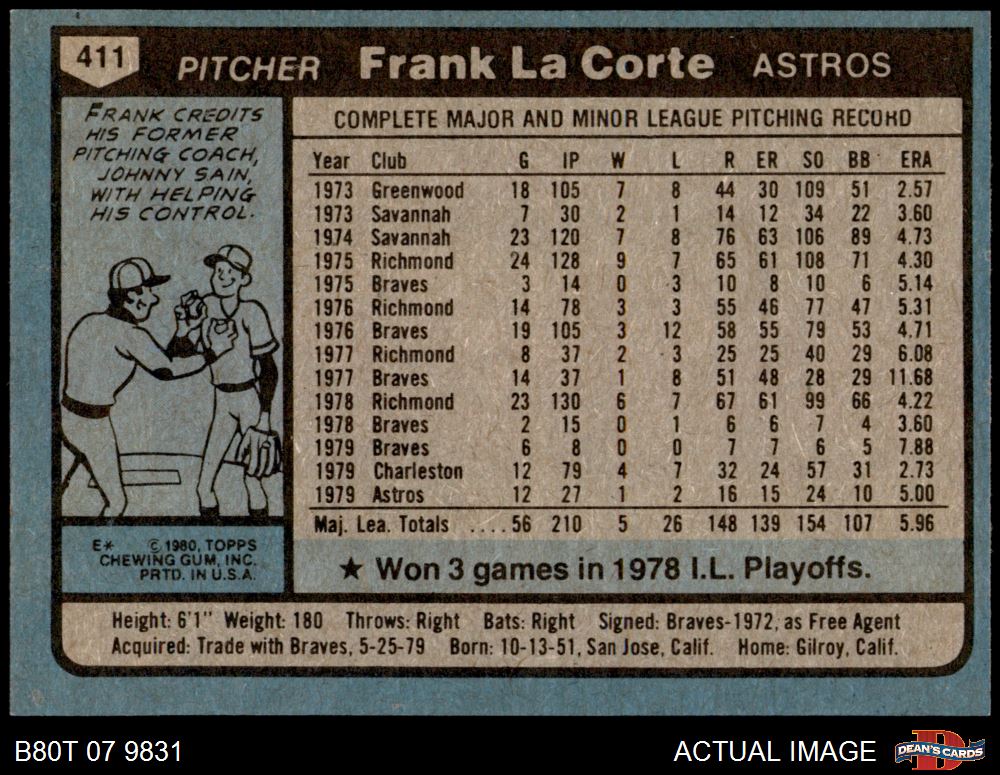 411 PITCHER Frank La Corte ASTROS
FRANK CREDITS
HIS FORMER
PITCHING COACH,
JOHNNY SAIN,
WITH HELPING
HIS CONTROL.
COMPLETE MAJOR AND MINOR LEAGUE PITCHING RECORD
Year Club G IP W L R ER SO BB ERA
1973 Greenwood 18 105 7 8 44 30 109 51 2.57
1973 Savannah 7 30 2 1 14 12 34 22 3.60
1974 Savannah 23 120 7 8 76 63 106 89 4.73
1975 Richmond 24 128 9 7 65 61 108 71 4.30
1975 Braves 3 14 0 3 10 8 10 6 5.14
1976 Richmond 14 78 3 3 55 46 77 47 5.31
1976 Braves 19 105 3 12 58 55 79 53 4.71
1977 Richmond 8 37 2 3 25 25 40 29 6.08
1977 Braves 14 37 1 8 51 48 28 29 11.68
1978 Richmond 23 130 6 7 67 61 99 66 4.22
1978 Braves 2 15 0 1 6 6 7 4 3.60
1979 Braves 6 8 0 0 7 7 6 5 7.88
1979 Charleston 12 79 4 7 32 24 57 31 2.73
1979 Astros 12 27 1 2 16 15 24 10 5.00
Maj. Lea. Totals ....56 210 5 26 148 139 154 107 5.96
E* © 1980, TOPPS
CHEWING GUM, INC.
PRTD. IN U.S.A.
★ Won 3 games in 1978 I.L. Playoffs.
Height: 6'1" Weight: 180 Throws: Right Bats: Right Signed: Braves-1972, as Free Agent
Acquired: Trade with Braves, 5-25-79 Born: 10-13-51, San Jose, Calif. Home: Gilroy, Calif.
B80T 07 9831 ACTUAL IMAGE DEAN'S CARDS